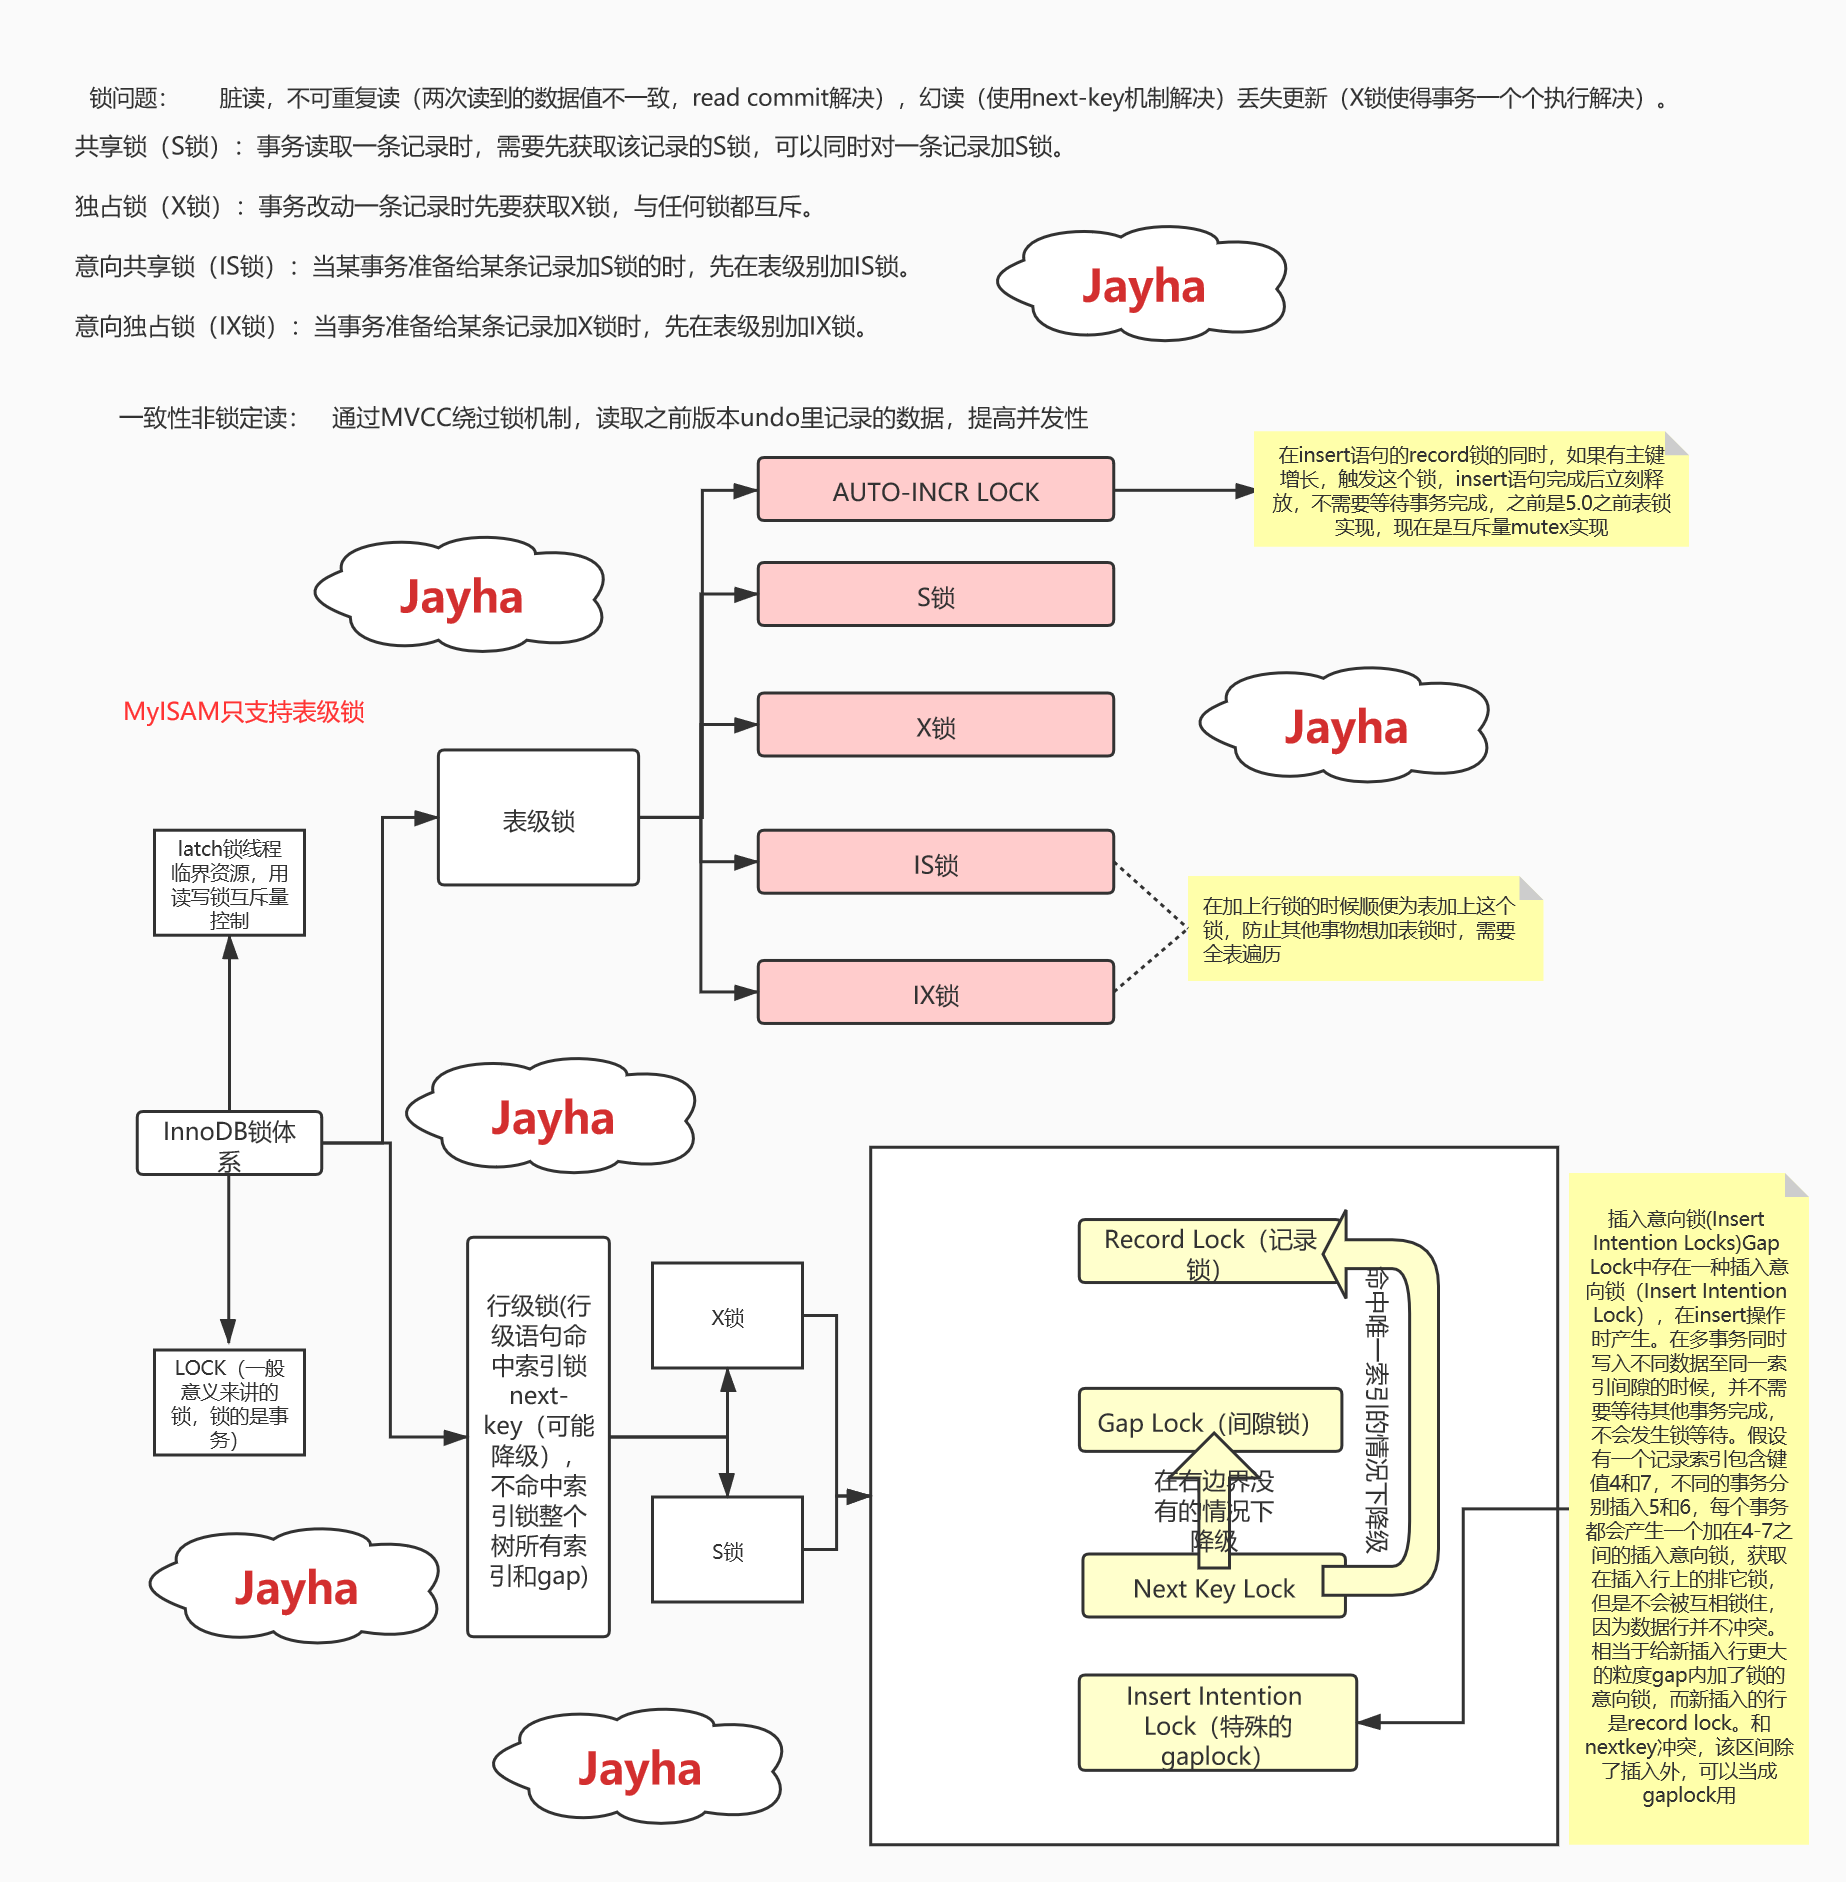 锁问题： 脏读，不可重复读（两次读到的数据值不一致，read commit解决），幻读（使用next-key机制解决）丢失更新（X锁使得事务一个个执行解决）。
共享锁（S锁）：事务读取一条记录时，需要先获取该记录的S锁，可以同时对一条记录加S锁。
独占锁（X锁）：事务改动一条记录时先要获取X锁，与任何锁都互斥。
意向共享锁（IS锁）：当某事务准备给某条记录加S锁的时，先在表级别加IS锁。
Jayha
意向独占锁（IX锁）：当事务准备给某条记录加X锁时，先在表级别加IX锁。
一致性非锁定读： 通过MVCC绕过锁机制，读取之前版本undo里记录的数据，提高并发性
AUTO-INCR LOCK
在insert语句的record锁的同时，如果有主键
增长，触发这个锁，insert语句完成后立刻释
放，不需要等待事务完成，之前是5.0之前表锁
实现，现在是互斥量mutex实现
Jayha
S锁
MyISAM只支持表级锁
X锁
Jayha
表级锁
latch锁线程
临界资源，用
读写锁互斥量
控制
IS锁
在加上行锁的时候顺便为表加上这个
锁，防止其他事物想加表锁时，需要
全表遍历
IX锁
Jayha
InnoDB锁体
系
LOCK（一般
意义来讲的
锁，锁的是事
务）
行级锁(行
级语句命
中索引锁
next-
key（可能
降级），
不命中索
引锁整个
树所有索
引和gap)
X锁
S锁
Record Lock（记录
锁）
命中唯一索引的情况下降级
Gap Lock（间隙锁）
在右边界没
有的情况下
降级
Next Key Lock
Insert Intention
Lock（特殊的
gaplock）
插入意向锁(Insert
Intention Locks)Gap
Lock中存在一种插入意
向锁（Insert Intention
Lock），在insert操作
时产生。在多事务同时
写入不同数据至同一索
引间隙的时候，并不需
要等待其他事务完成，
不会发生锁等待。假设
有一个记录索引包含键
值4和7，不同的事务分
别插入5和6，每个事务
都会产生一个加在4-7之
间的插入意向锁，获取
在插入行上的排它锁，
但是不会被互相锁住，
因为数据行并不冲突。
相当于给新插入行更大
的粒度gap内加了锁的
意向锁，而新插入的行
是record lock。和
nextkey冲突，该区间除
了插入外，可以当成
gaplock用
Jayha
Jayha